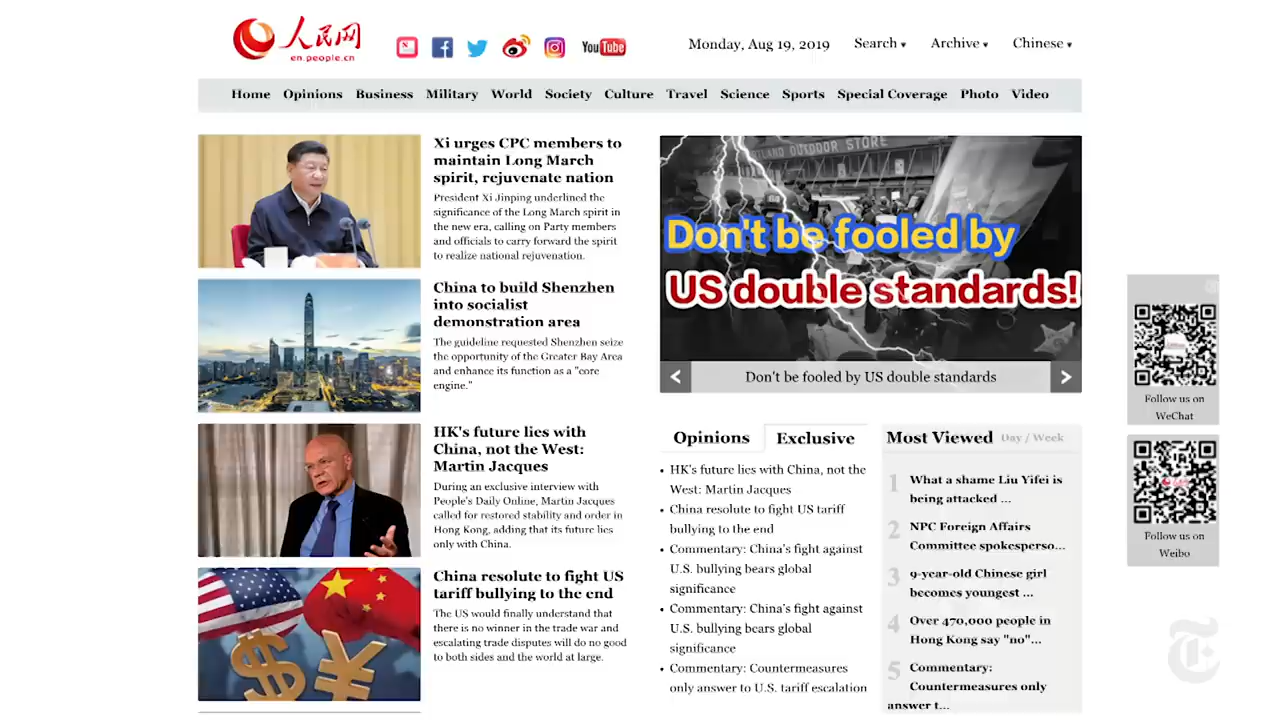 人民网
en.people.cn
You Tube
Monday, Aug 19, 2019
Search
Archive
Chinese
Home Opinions Business Military World Society Culture Travel Science Sports Special Coverage Photo Video
Xi urges CPC members to
maintain Long March
spirit, rejuvenate nation
President Xi Jinping underlined the
significance of the Long March spirit in
the new era, calling on Party members
and officials to carry forward the spirit
to realize national rejuvenation.
China to build Shenzhen
into socialist
demonstration area
The guideline requested Shenzhen seize
the opportunity of the Greater Bay Area
and enhance its function as a "core
engine."
HK's future lies with
China, not the West:
Martin Jacques
During an exclusive interview with
People's Daily Online, Martin Jacques
called for restored stability and order in
Hong Kong, adding that its future lies
only with China.
China resolute to fight US
tariff bullying to the end
The US would finally understand that
there is no winner in the trade war and
escalating trade disputes will do no good
to both sides and the world at large.
OUTDOOR STORE
Don't be fooled by
US double standards!
< Don't be fooled by US double standards >
Opinions Exclusive
• HK's future lies with China, not the
West: Martin Jacques
• China resolute to fight US tariff
bullying to the end
• Commentary: China's fight against
U.S. bullying bears global
significance
• Commentary: China's fight against
U.S. bullying bears global
significance
• Commentary: Countermeasures
only answer to U.S. tariff escalation
Most Viewed Day / Week
1 What a shame Liu Yifei is
being attacked ...
2 NPC Foreign Affairs
Committee spokesperso...
3 9-year-old Chinese girl
becomes youngest ...
4 Over 470,000 people in
Hong Kong say "no"...
5 Commentary:
Countermeasures only
answer t...
Follow us on
WeChat
Follow us on
Weibo
T